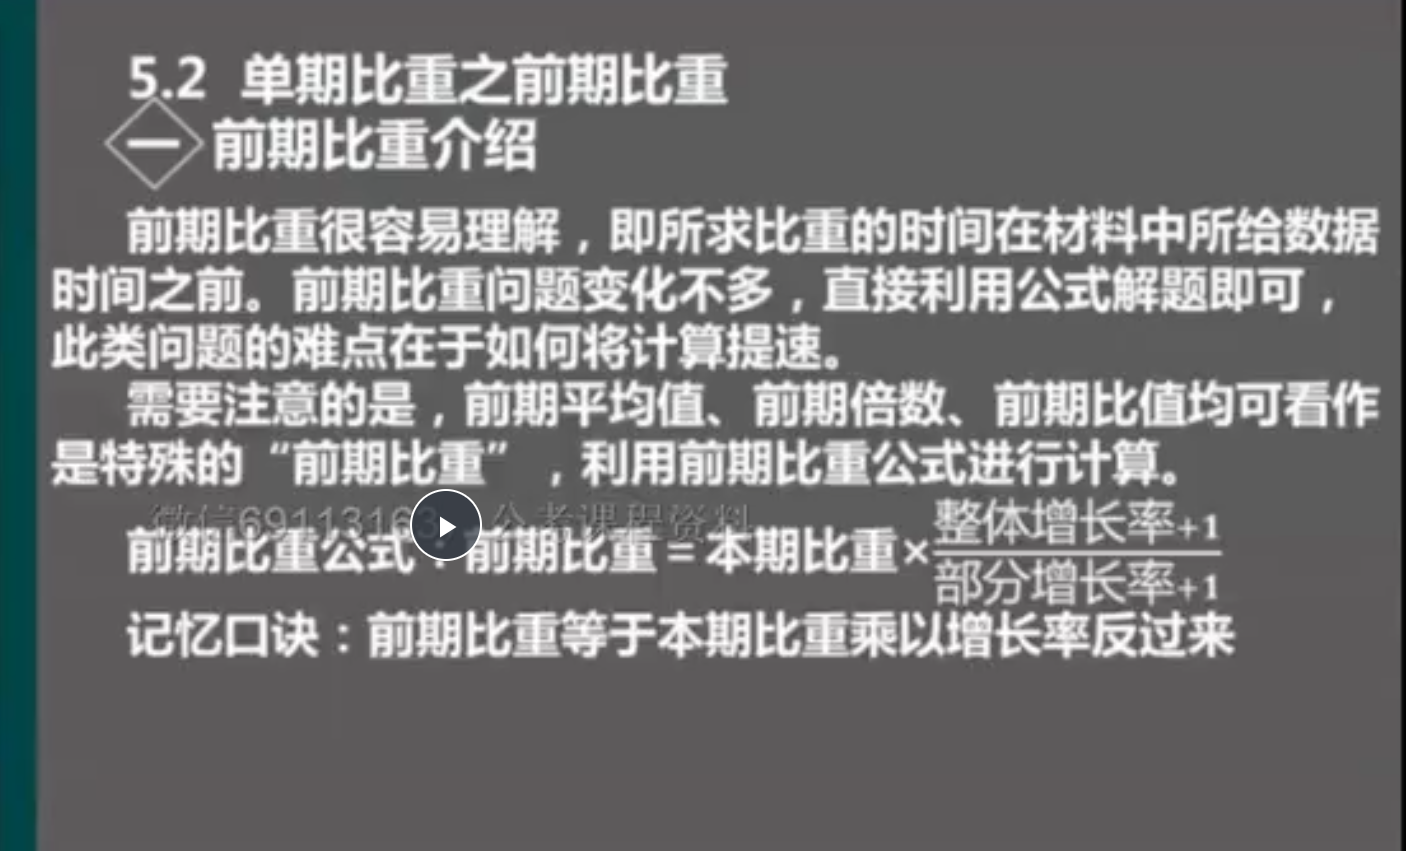 5.2 单期比重之前期比重
一 前期比重介绍
前期比重很容易理解，即所求比重的时间在材料中所给数据
时间之前。前期比重问题变化不多，直接利用公式解题即可，
此类问题的难点在于如何将计算提速。
需要注意的是，前期平均值、前期倍数、前期比值均可看作
是特殊的“前期比重”，利用前期比重公式进行计算。
微信6911316 公考课程资料
前期比重公式：前期比重=本期比重×整体增长率+1
部分增长率+1
记忆口诀：前期比重等于本期比重乘以增长率反过来